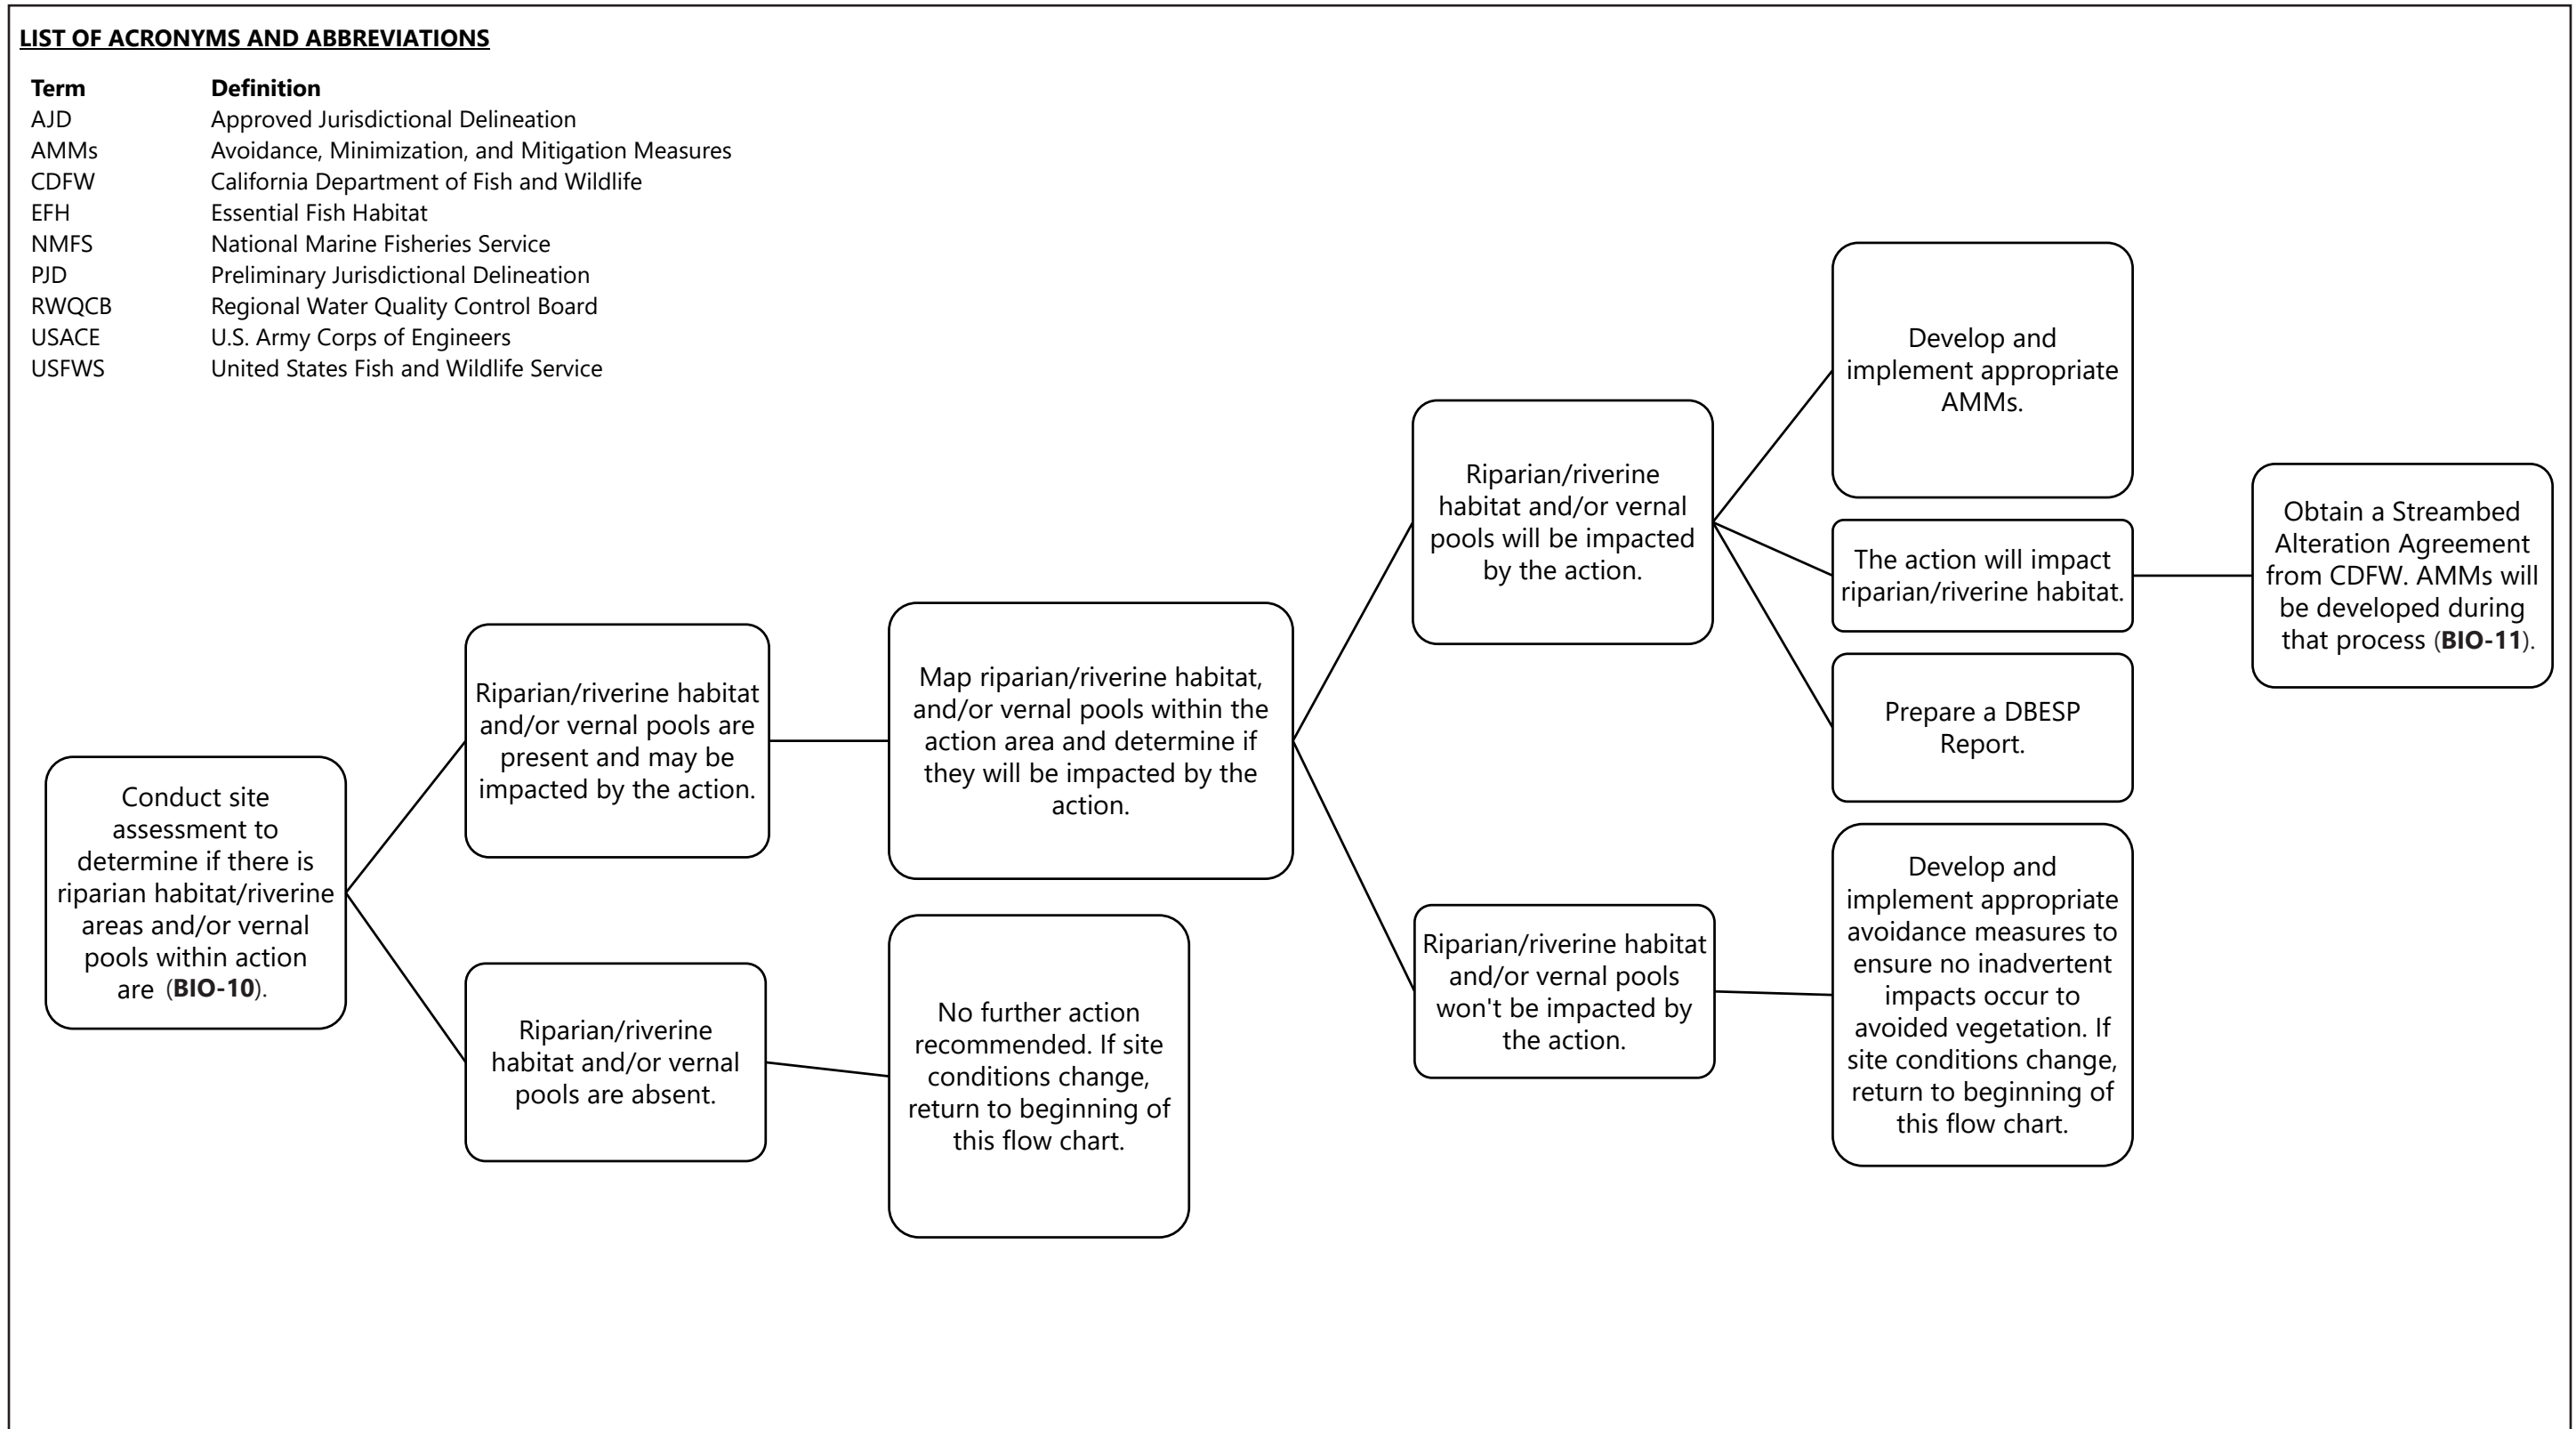 LIST OF ACRONYMS AND ABBREVIATIONS
Term Definition
AJD Approved Jurisdictional Delineation
AMMs Avoidance, Minimization, and Mitigation Measures
CDFW California Department of Fish and Wildlife
EFH Essential Fish Habitat
NMFS National Marine Fisheries Service
PJD Preliminary Jurisdictional Delineation
RWQCB Regional Water Quality Control Board
USACE U.S. Army Corps of Engineers
USFWS United States Fish and Wildlife Service
Conduct site
assessment to
determine if there is
riparian habitat/riverine
areas and/or vernal
pools within action
are (BIO-10).
Riparian/riverine habitat
and/or vernal pools are
present and may be
impacted by the action.
Riparian/riverine
habitat and/or vernal
pools are absent.
Map riparian/riverine habitat,
and/or vernal pools within the
action area and determine if
they will be impacted by the
action.
No further action
recommended. If site
conditions change,
return to beginning of
this flow chart.
Riparian/riverine
habitat and/or vernal
pools will be impacted
by the action.
Riparian/riverine habitat
and/or vernal pools
won't be impacted by
the action.
Develop and
implement appropriate
AMMs.
The action will impact
riparian/riverine habitat.
Prepare a DBESP
Report.
Develop and
implement appropriate
avoidance measures to
ensure no inadvertent
impacts occur to
avoided vegetation. If
site conditions change,
return to beginning of
this flow chart.
Obtain a Streambed
Alteration Agreement
from CDFW. AMMs will
be developed during
that process (BIO-11).